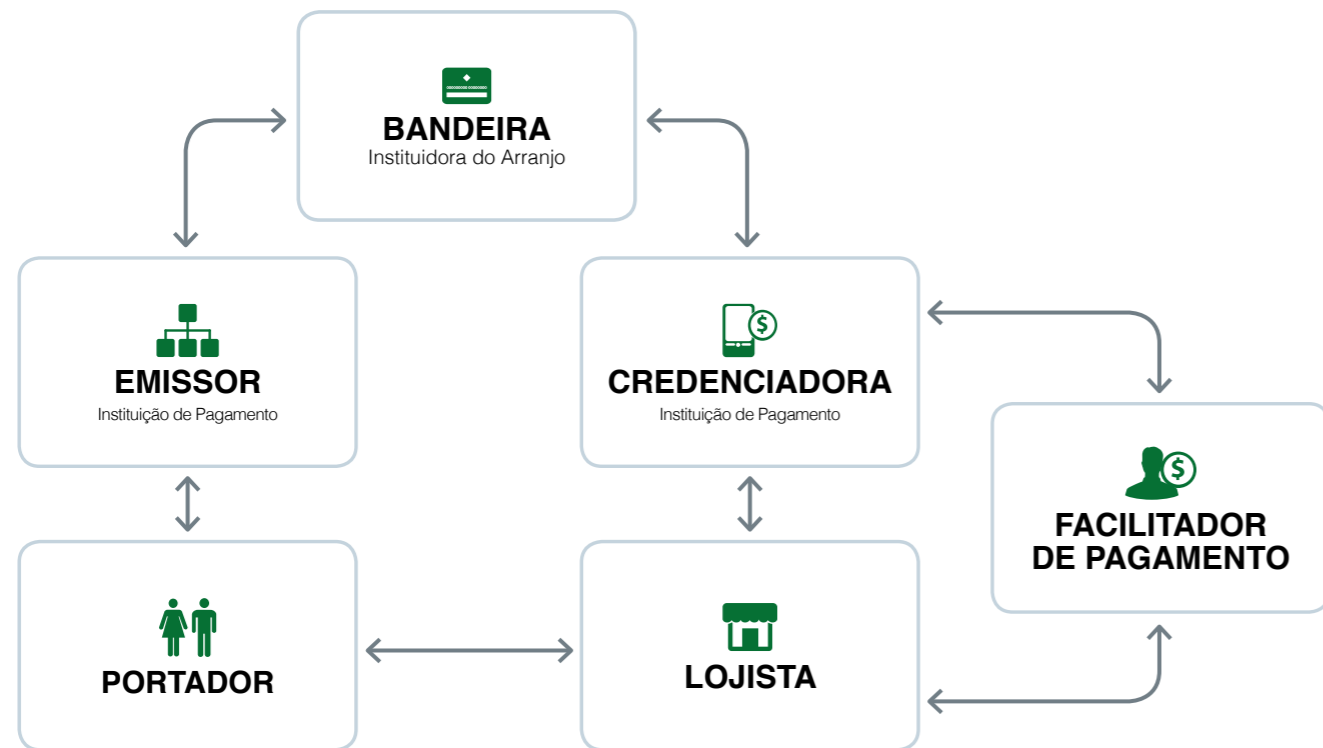 BANDEIRA
Instituidora do Arranjo
EMISSOR
Instituição de Pagamento
$
CREDENCIADORA
Instituição de Pagamento
$
FACILITADOR
DE PAGAMENTO
PORTADOR
LOJISTA